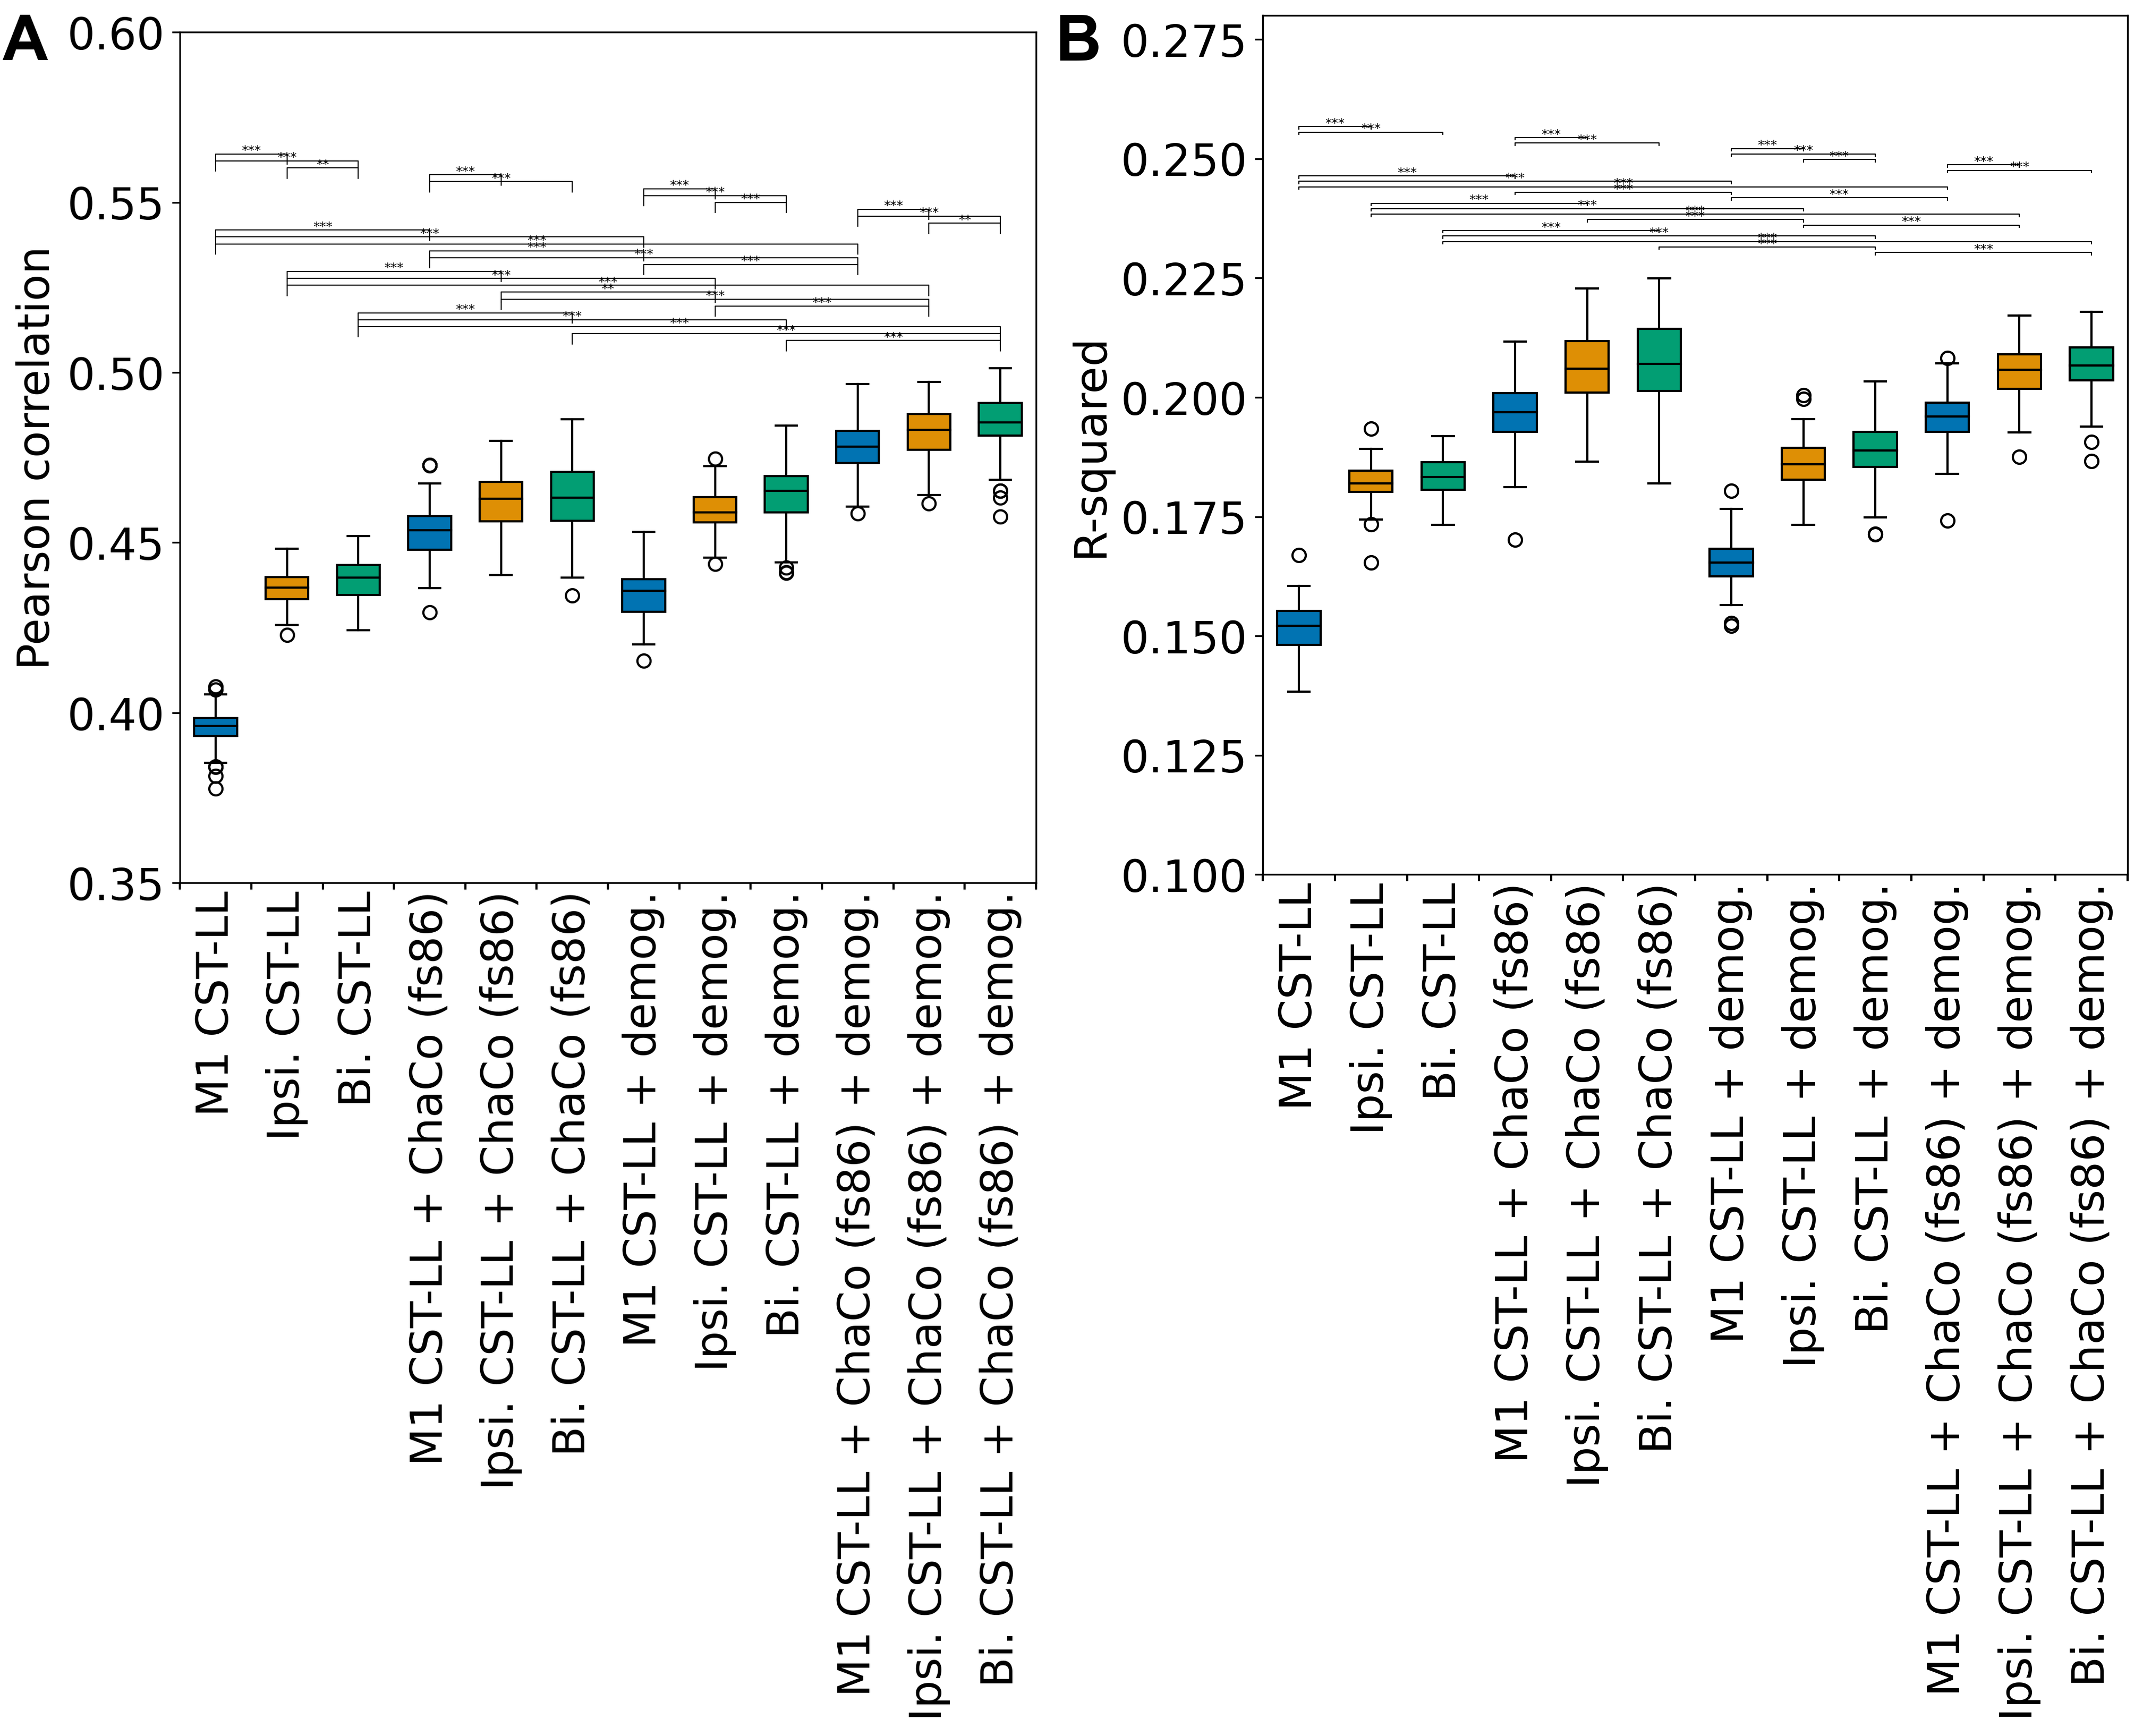 A
0.60
0.55
0.50
0.45
0.40
0.35
Pearson correlation
M1 CST-LL
Ipsi. CST-LL
Bi. CST-LL
M1 CST-LL + ChaCo (fs86)
Ipsi. CST-LL + ChaCo (fs86)
Bi. CST-LL + ChaCo (fs86)
M1 CST-LL + demog.
Ipsi. CST-LL + demog.
Bi. CST-LL + demog.
M1 CST-LL + ChaCo (fs86) + demog.
Ipsi. CST-LL + ChaCo (fs86) + demog.
Bi. CST-LL + ChaCo (fs86) + demog.
B
0.275
0.250
0.225
0.200
0.175
0.150
0.125
0.100
R-squared
M1 CST-LL
Ipsi. CST-LL
Bi. CST-LL
M1 CST-LL + ChaCo (fs86)
Ipsi. CST-LL + ChaCo (fs86)
Bi. CST-LL + ChaCo (fs86)
M1 CST-LL + demog.
Ipsi. CST-LL + demog.
Bi. CST-LL + demog.
M1 CST-LL + ChaCo (fs86) + demog.
Ipsi. CST-LL + ChaCo (fs86) + demog.
Bi. CST-LL + ChaCo (fs86) + demog.